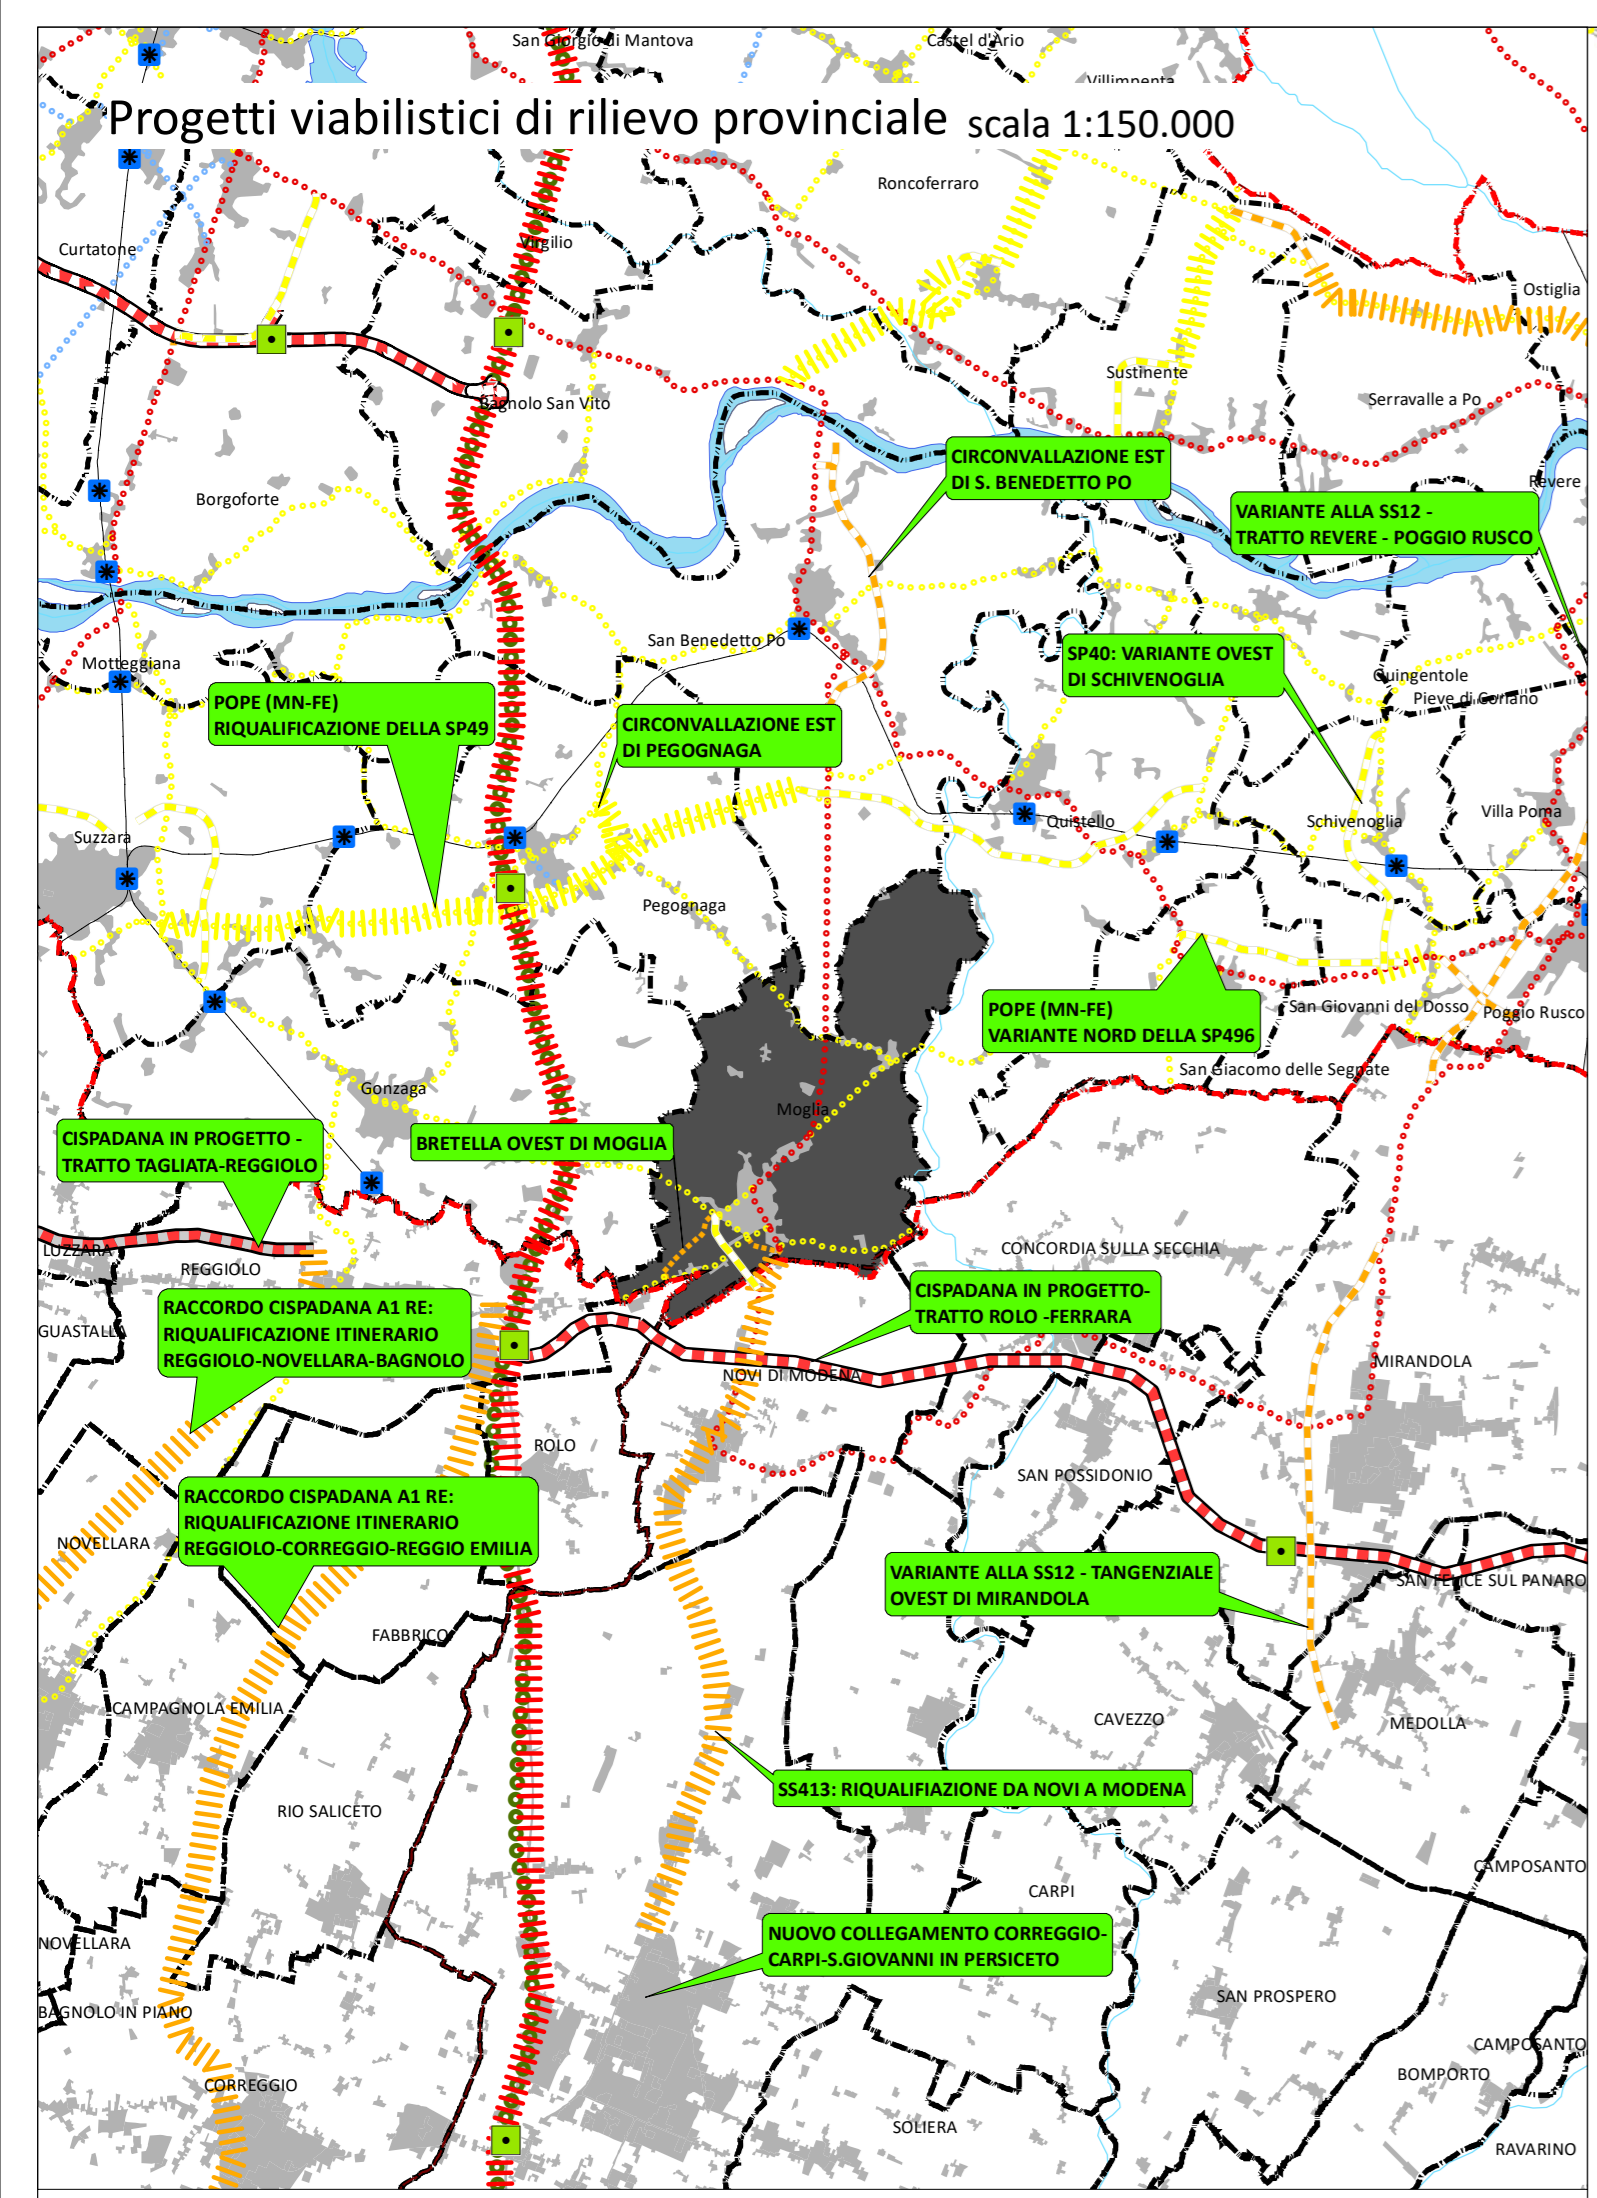 San Giorgio di Mantova
Castel d'Ario
Villimpenta
Progetti viabilistici di rilievo provinciale scala 1:150.000
Roncoferraro
Curtatone
Virgilio
Ostiglia
Sustinente
Bagnolo San Vito
Serravalle a Po
CIRCONVALLAZIONE EST
DI S. BENEDETTO PO
Borgoforte
Revere
VARIANTE ALLA SS12 -
TRATTO REVERE - POGGIO RUSCO
San Benedetto Po
Motteggiana
SP40: VARIANTE OVEST
DI SCHIVENOGLIA
Quingentole
Pieve di Coriano
POPE (MN-FE)
RIQUALIFICAZIONE DELLA SP49
CIRCONVALLAZIONE EST
DI PEGOGNAGA
Suzzara
Quistello
Schivenoglia
Villa Poma
Pegognaga
POPE (MN-FE)
VARIANTE NORD DELLA SP496
San Giovanni del Dosso
Poggio Rusco
San Giacomo delle Segnate
Gonzaga
Moglia
CISPADANA IN PROGETTO -
TRATTO TAGLIATA-REGGIOLO
BRETELLA OVEST DI MOGLIA
LUZZARA
REGGIOLO
CONCORDIA SULLA SECCHIA
CISPADANA IN PROGETTO-
TRATTO ROLO -FERRARA
RACCORDO CISPADANA A1 RE:
RIQUALIFICAZIONE ITINERARIO
REGGIOLO-NOVELLARA-BAGNOLO
GUASTALLA
MIRANDOLA
NOVI DI MODENA
ROLO
SAN POSSIDONIO
RACCORDO CISPADANA A1 RE:
RIQUALIFICAZIONE ITINERARIO
REGGIOLO-CORREGGIO-REGGIO EMILIA
NOVELLARA
VARIANTE ALLA SS12 - TANGENZIALE
OVEST DI MIRANDOLA
SAN FELICE SUL PANARO
FABBRICO
CAMPAGNOLA EMILIA
CAVEZZO
MEDOLLA
SS413: RIQUALIFIAZIONE DA NOVI A MODENA
RIO SALICETO
CAMPOSANTO
CARPI
NUOVO COLLEGAMENTO CORREGGIO-
CARPI-S.GIOVANNI IN PERSICETO
NOVELLARA
SAN PROSPERO
BAGNOLO IN PIANO
CAMPOSANTO
BOMPORTO
CORREGGIO
SOLIERA
RAVARINO